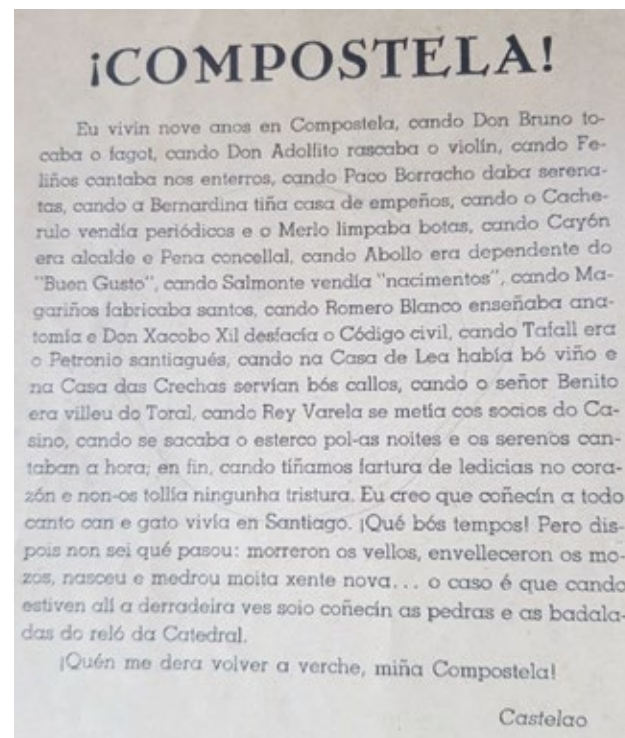 ¡COMPOSTELA!
Eu vivin nove anos en Compostela, cando Don Bruno to-
caba o fagot, cando Don Adolfito rascaba o violín, cando Fe-
liños cantaba nos enterros, cando Paco Borracho daba serena-
tas, cando a Bernardina tiña casa de empeños, cando o Cache-
rulo vendía periódicos e o Merlo limpaba botas, cando Cayón
era alcalde e Pena concellal, cando Abollo era dependente do
"Buen Gusto", cando Salmonte vendía "nacimentos", cando Ma-
gariños fabricaba santos, cando Romero Blanco enseñaba ana-
tomía e Don Xacobo Xil desfacía o Código civil, cando Tafall era
o Petronio santiagués, cando na Casa de Lea había bó viño e
na Casa das Crechas servían bós callos, cando o señor Benito
era villeu do Toral, cando Rey Varela se metía cos socios do Ca-
sino, cando se sacaba o esterco pol-as noites e os serenos can-
taban a hora; en fin, cando tíñamos fartura de ledicias no cora-
zón e non-os tollía ningunha tristura. Eu creo que coñecín a todo
canto can e gato vivía en Santiago. ¡Qué bós tempos! Pero dis-
pois non sei qué pasou: morreron os vellos, envelleceron os mo-
zos, nasceu e medrou moita xente nova... o caso é que cando
estiven alí a derradeira ves soio coñecín as pedras e as badala-
das do reló da Catedral.
¡Quén me dera volver a verche, miña Compostela!
Castelao